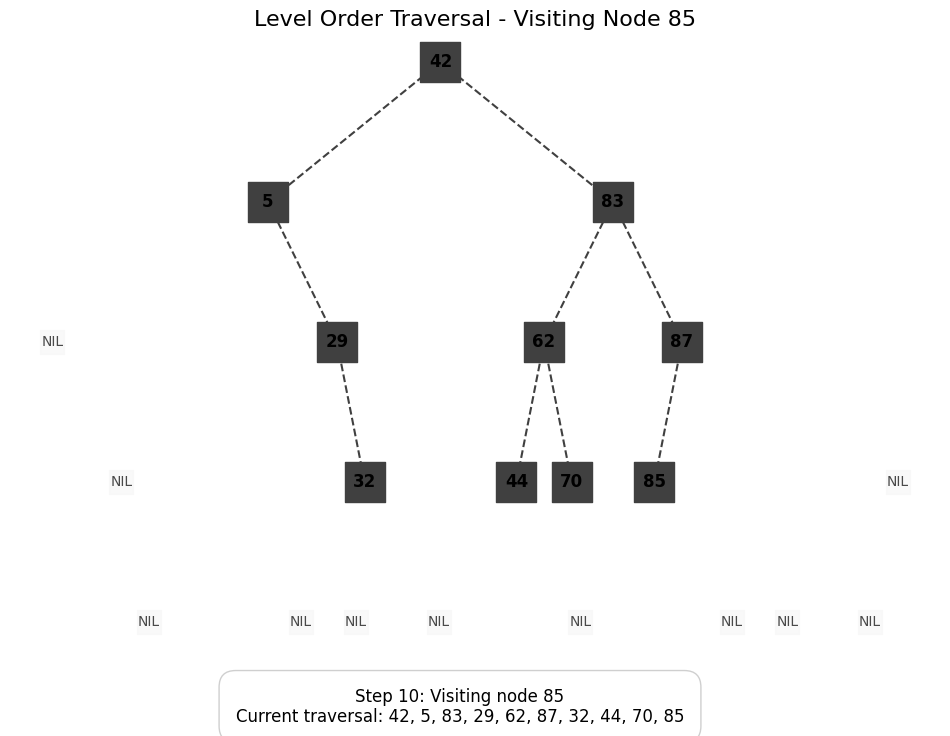 Level Order Traversal - Visiting Node 85
42
5 83
NIL 29 62 87
NIL 32 44 70 85 NIL
NIL NIL NIL NIL NIL NIL NIL NIL
Step 10: Visiting node 85
Current traversal: 42, 5, 83, 29, 62, 87, 32, 44, 70, 85